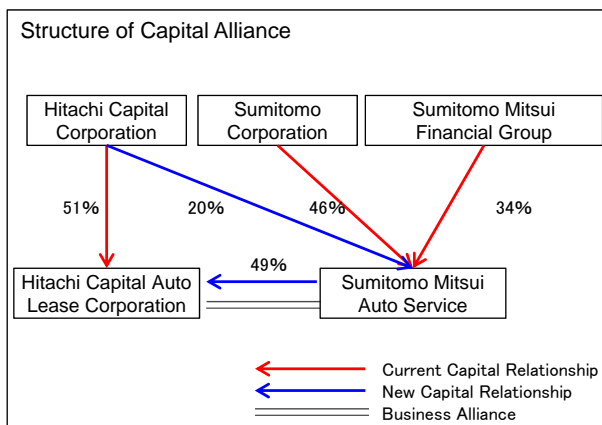 Structure of Capital Alliance
Hitachi Capital
Corporation
Sumitomo
Corporation
Sumitomo Mitsui
Financial Group
51%
20%
46%
34%
49%
Hitachi Capital Auto
Lease Corporation
Sumitomo Mitsui
Auto Service
Current Capital Relationship
New Capital Relationship
Business Alliance